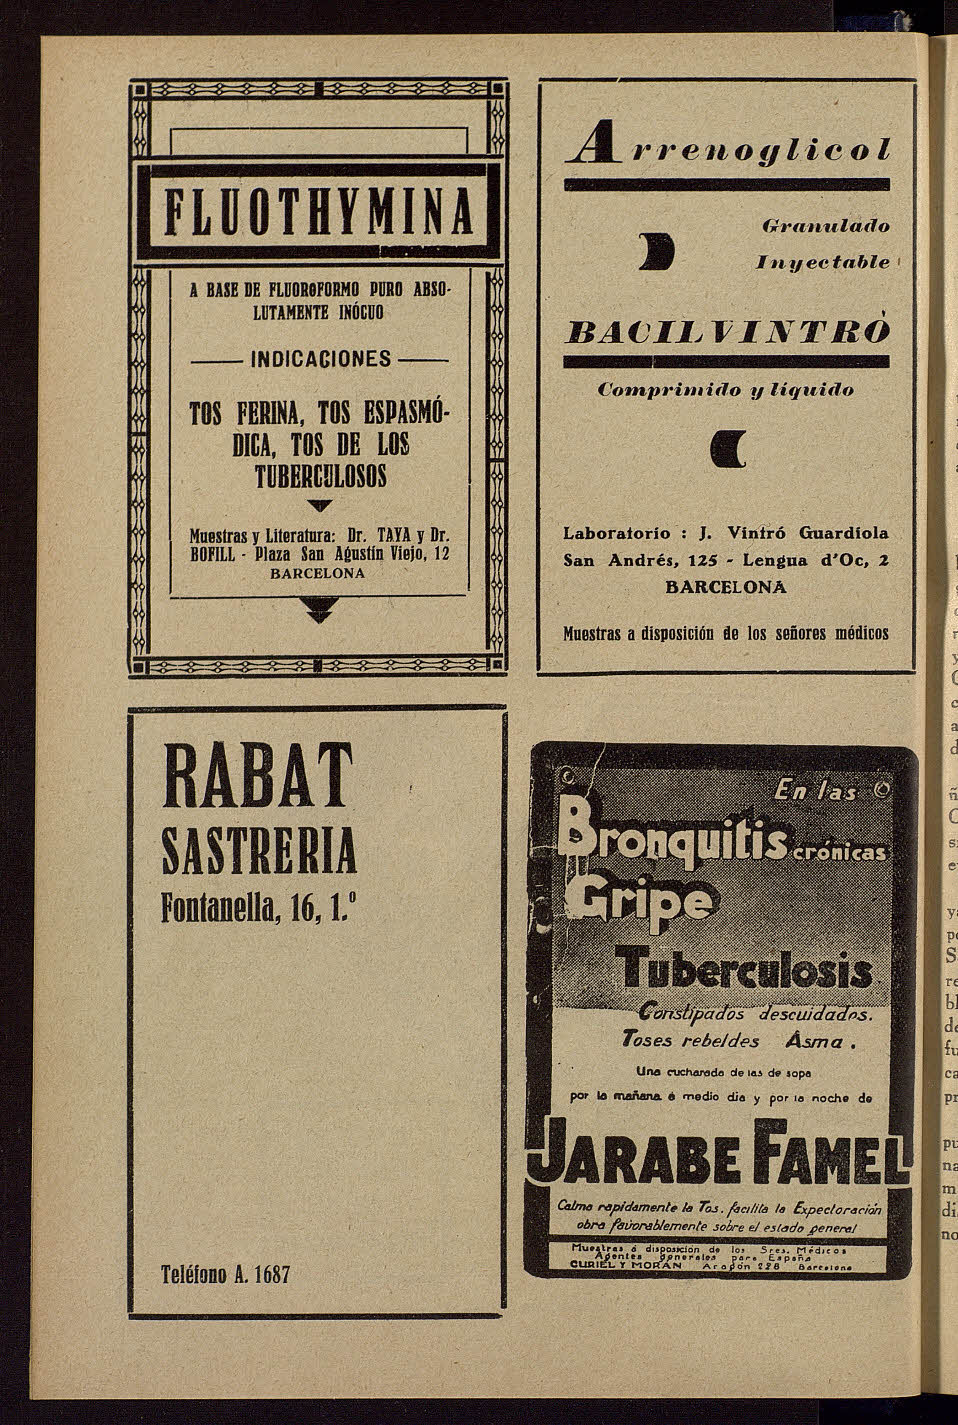 FLUOTHYMINA
A BASE DE FLUOROFORMO PURO ABSO-
LUTAMENTE INÓCUO
INDICACIONES
TOS FERINA, TOS ESPASMÓ-
DICA, TOS DE LOS
TUBERCULOSOS
Muestras y Literatura: Dr. TAYA y Dr.
BOFILL - Plaza San Agustín Viejo, 12
BARCELONA
Arrenoglicol
Granulado
Inyectable
BACILVINTRÓ
Comprimido y líquido
Laboratorio : J. Vintró Guardiola
San Andrés, 125 - Lengua d'Oc, 2
BARCELONA
Muestras a disposición de los señores médicos
RABAT
SASTRERIA
Fontanella, 16, 1.º
Teléfono A. 1687
En las
Bronquitis crónicas
Gripe
Tuberculosis
Constipados descuidados.
Toses rebeldes Asma.
Una cucharada de las de sopa
por la mañana á medio dia y por la noche de
JARABE FAMEL
Calma rapidamente la Tos. facilita la Expectoración
obra favorablemente sobre el estado general
Muestras á disposición de los Sres. Médicos
Agentes generales para España
CURIEL Y MORÁN Aragón 228 Barcelona